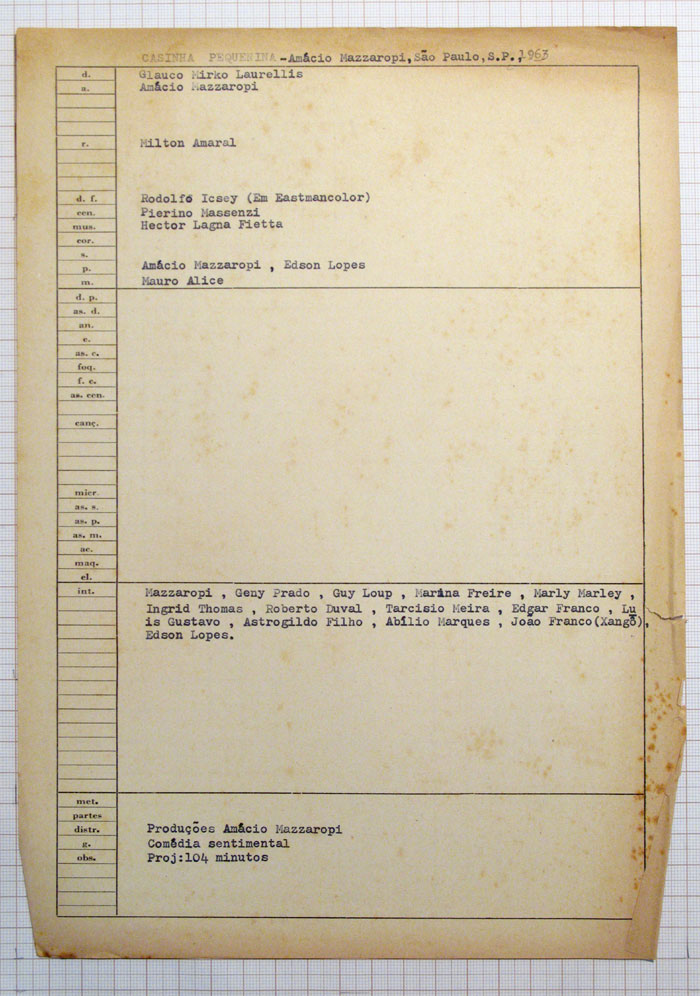 CASINHA PEQUENINA -Amácio Mazzaropi, São Paulo, S.P., 1963
d. Glauco Mirko Laurellis
a. Amácio Mazzaropi
r. Milton Amaral
d. f. Rodolfo Icsey (Em Eastmancolor)
cen. Pierino Massenzi
mus. Hector Lagna Fietta
cor.
s.
p. Amácio Mazzaropi , Edson Lopes
m. Mauro Alice
d. p.
as. d.
an.
c.
as. c.
foq.
f. c.
as. cen.
canç.
micr.
as. s.
as. p.
as. m.
ac.
maq.
el.
int. Mazzaropi , Geny Prado , Guy Loup , Marina Freire , Marly Marley ,
Ingrid Thomas , Roberto Duval , Tarcisio Meira , Edgar Franco , Lu
is Gustavo , Astrogildo Filho , Abílio Marques , João Franco(Xangõ),
Edson Lopes.
met.
partes
distr. Produções Amácio Mazzaropi
g. Comédia sentimental
obs. Proj:104 minutos